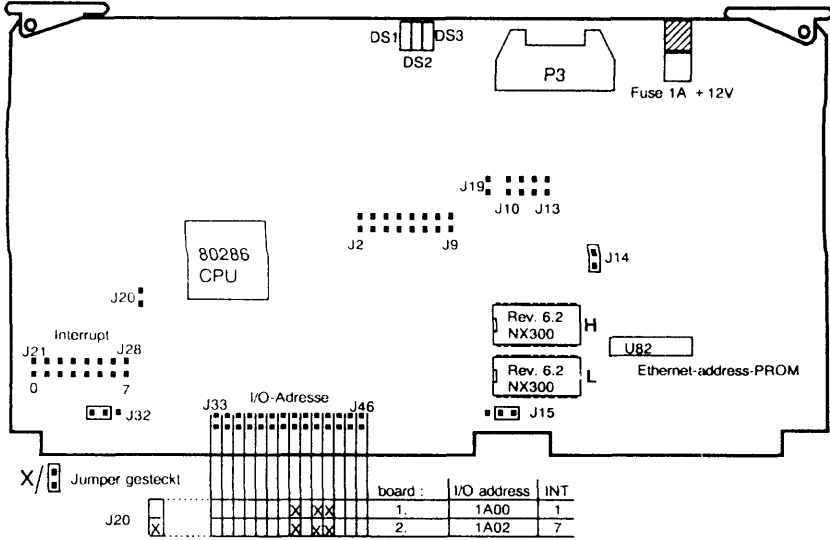 DS1 DS3
DS2
P3
Fuse 1A + 12V
J19
J10 J13
J2 J9
80286
CPU
J14
J20
Rev. 6.2
NX300
H
Interrupt
J21 J28
U82
Ethernet-address-PROM
Rev. 6.2
NX300
L
0 7
I/O-Adresse
J32
J33 J46
J15
X/ Jumper gesteckt
board : I/O address INT
J20
X X X 1. 1A00 1
X X X X 2. 1A02 7